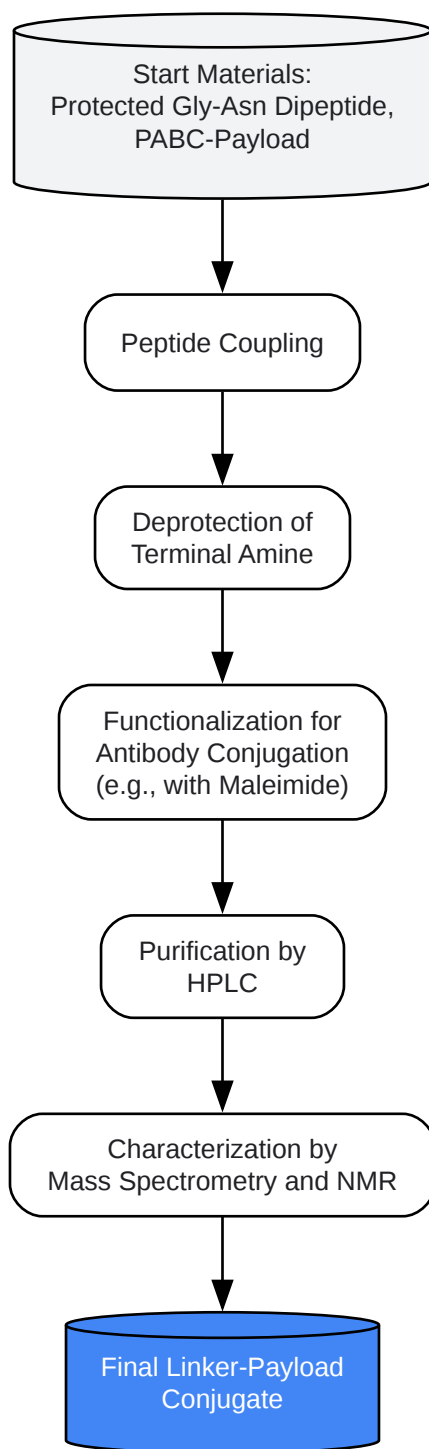 Start Materials:
Protected Gly-Asn Dipeptide,
PABC-Payload
Peptide Coupling
Deprotection of
Terminal Amine
Functionalization for
Antibody Conjugation
(e.g., with Maleimide)
Purification by
HPLC
Characterization by
Mass Spectrometry and NMR
Final Linker-Payload
Conjugate